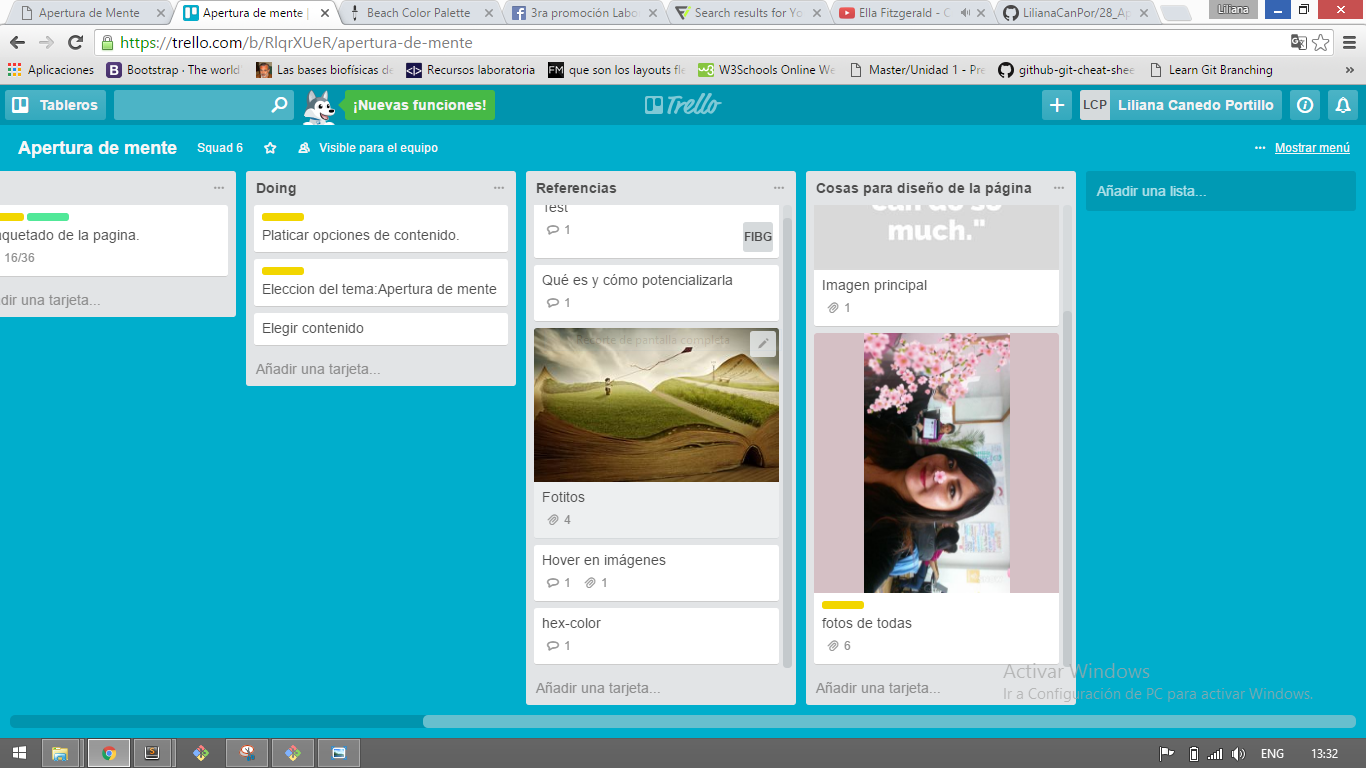 Apertura de Mente
Apertura de mente |
Beach Color Palette
3ra promoción Labo
Search results for Yo
Ella Fitzgerald - C
LilianaCanPor/28_Ap
Liliana
https://trello.com/b/RlqrXUeR/apertura-de-mente
Aplicaciones
Bootstrap · The world'
Las bases biofísicas de
Recursos laboratoria
que son los layouts fle
W3Schools Online We
Master/Unidad 1 - Pre
github-git-cheat-shee
Learn Git Branching
»
Tableros
¡Nuevas funciones!
Trello
+
LCP
Liliana Canedo Portillo
Apertura de mente
Squad 6
Visible para el equipo
Mostrar menú
quetado de la pagina.
16/36
dir una tarjeta...
Doing
Platicar opciones de contenido.
Eleccion del tema:Apertura de mente
Elegir contenido
Añadir una tarjeta...
Referencias
Test
1
FIBG
Qué es y cómo potencializarla
1
Recorte de pantalla completa
Fotitos
4
Hover en imágenes
1
1
hex-color
1
Añadir una tarjeta...
Cosas para diseño de la página
can do so
much."
Imagen principal
1
fotos de todas
6
Añadir una tarjeta...
Añadir una lista...
Activar Windows
Ir a Configuración de PC para activar Windows.
ENG
13:32